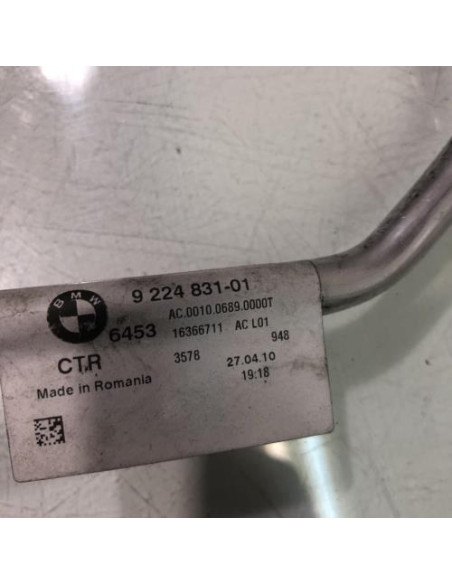 BMW
9 224 831-01
AC.0010.0689.0000T
6453 16366711 AC L01
CTR 3578 948
Made in Romania 27.04.10
19:18